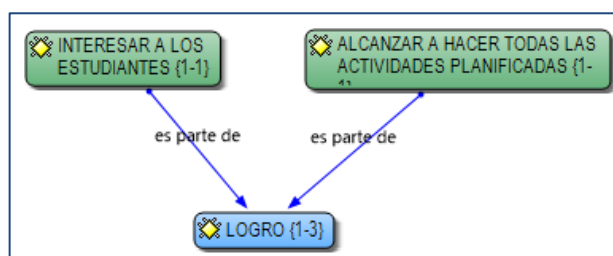 INTERESAR A LOS
ESTUDIANTES {1-1}
ALCANZAR A HACER TODAS LAS
ACTIVIDADES PLANIFICADAS {1-
1}
es parte de
es parte de
LOGRO {1-3}